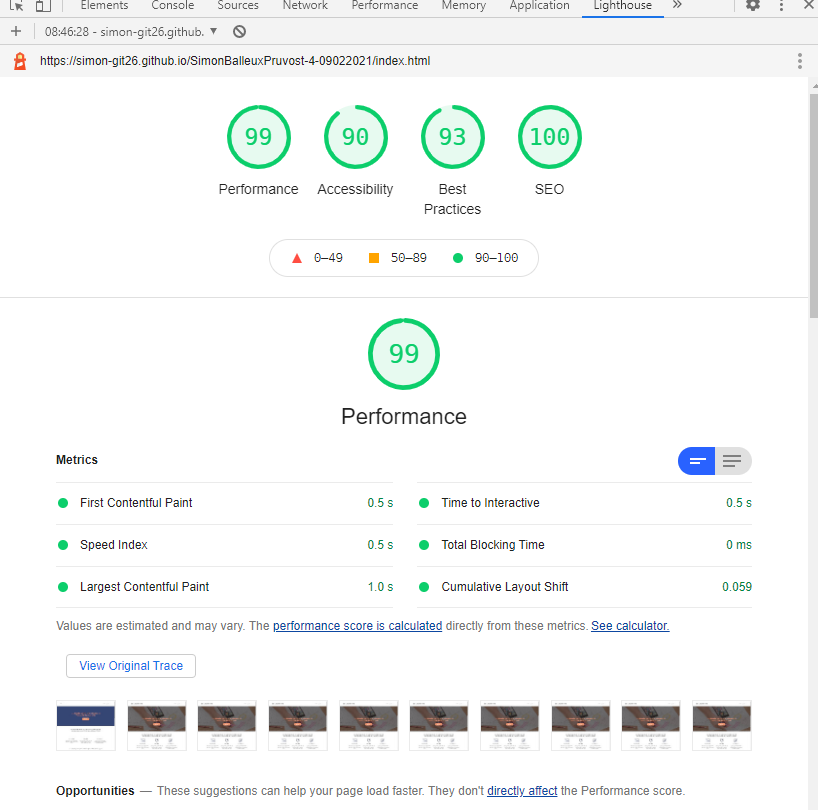 Elements Console Sources Network Performance Memory Application Lighthouse »
08:46:28 - simon-git26.github. ▼
https://simon-git26.github.io/SimonBalleuxPruvost-4-09022021/index.html
99 90 93 100
Performance Accessibility Best Practices SEO
0–49 50–89 90–100
99
Performance
Metrics
First Contentful Paint 0.5 s Time to Interactive 0.5 s
Speed Index 0.5 s Total Blocking Time 0 ms
Largest Contentful Paint 1.0 s Cumulative Layout Shift 0.059
Values are estimated and may vary. The performance score is calculated directly from these metrics. See calculator.
View Original Trace
Opportunities — These suggestions can help your page load faster. They don't directly affect the Performance score.